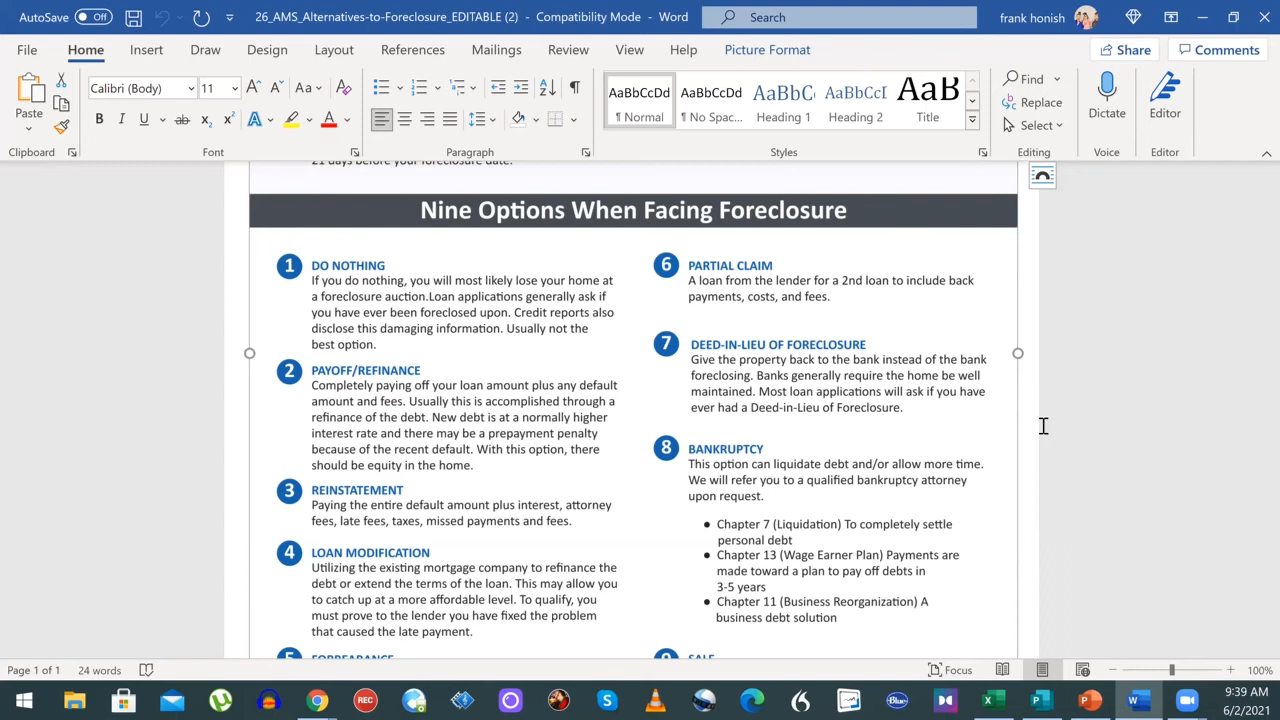 AutoSave Off
26_AMS_Alternatives-to-Foreclosure_EDITABLE (2) - Compatibility Mode - Word
Search
frank honish
File Home Insert Draw Design Layout References Mailings Review View Help Picture Format
Share Comments
Paste
Clipboard
Calibri (Body) 11
Font
Paragraph
AaBbCcDd AaBbCcDd AaBbC AaBbCcD AaB
¶ Normal ¶ No Spac... Heading 1 Heading 2 Title
Styles
Find
Replace
Select
Editing
Dictate
Voice
Editor
Editor
21 days before your foreclosure date.
Nine Options When Facing Foreclosure
1 DO NOTHING
If you do nothing, you will most likely lose your home at
a foreclosure auction.Loan applications generally ask if
you have ever been foreclosed upon. Credit reports also
disclose this damaging information. Usually not the
best option.
2 PAYOFF/REFINANCE
Completely paying off your loan amount plus any default
amount and fees. Usually this is accomplished through a
refinance of the debt. New debt is at a normally higher
interest rate and there may be a prepayment penalty
because of the recent default. With this option, there
should be equity in the home.
3 REINSTATEMENT
Paying the entire default amount plus interest, attorney
fees, late fees, taxes, missed payments and fees.
4 LOAN MODIFICATION
Utilizing the existing mortgage company to refinance the
debt or extend the terms of the loan. This may allow you
to catch up at a more affordable level. To qualify, you
must prove to the lender you have fixed the problem
that caused the late payment.
5 FORBEARANCE
6 PARTIAL CLAIM
A loan from the lender for a 2nd loan to include back
payments, costs, and fees.
7 DEED-IN-LIEU OF FORECLOSURE
Give the property back to the bank instead of the bank
foreclosing. Banks generally require the home be well
maintained. Most loan applications will ask if you have
ever had a Deed-in-Lieu of Foreclosure.
8 BANKRUPTCY
This option can liquidate debt and/or allow more time.
We will refer you to a qualified bankruptcy attorney
upon request.
● Chapter 7 (Liquidation) To completely settle
personal debt
● Chapter 13 (Wage Earner Plan) Payments are
made toward a plan to pay off debts in
3-5 years
● Chapter 11 (Business Reorganization) A
business debt solution
9 SALE
Page 1 of 1 24 words
Focus
100%
REC
Blue
9:39 AM
6/2/2021